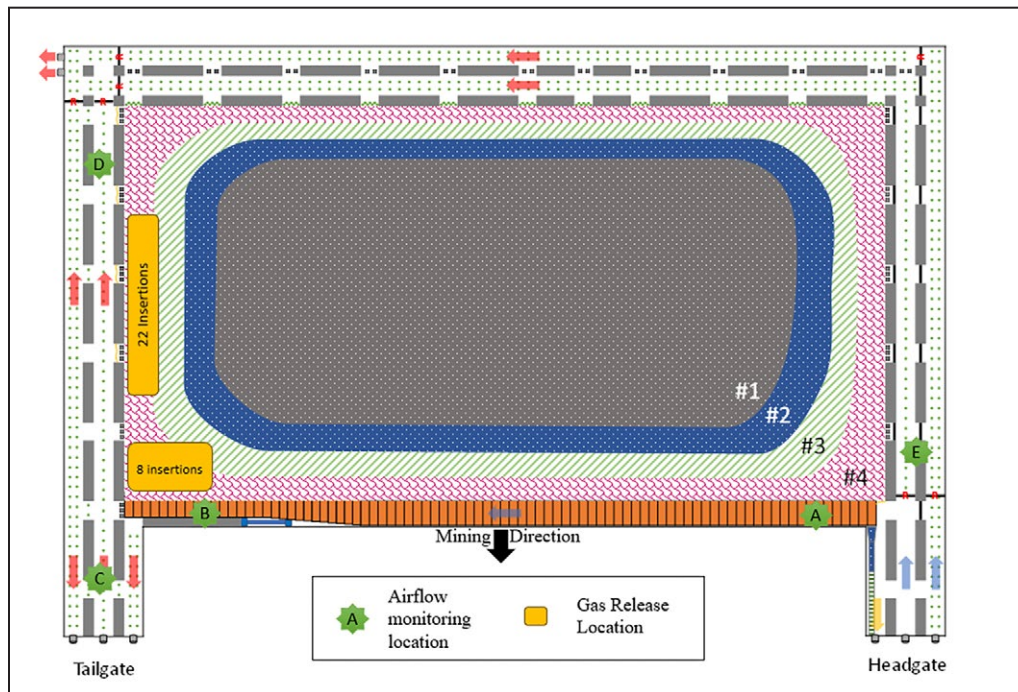 D
22 Insertions
#1
#2
#3
#4
E
8 insertions
B
A
Mining Direction
C
A
Airflow
monitoring
location
Gas Release
Location
Tailgate
Headgate